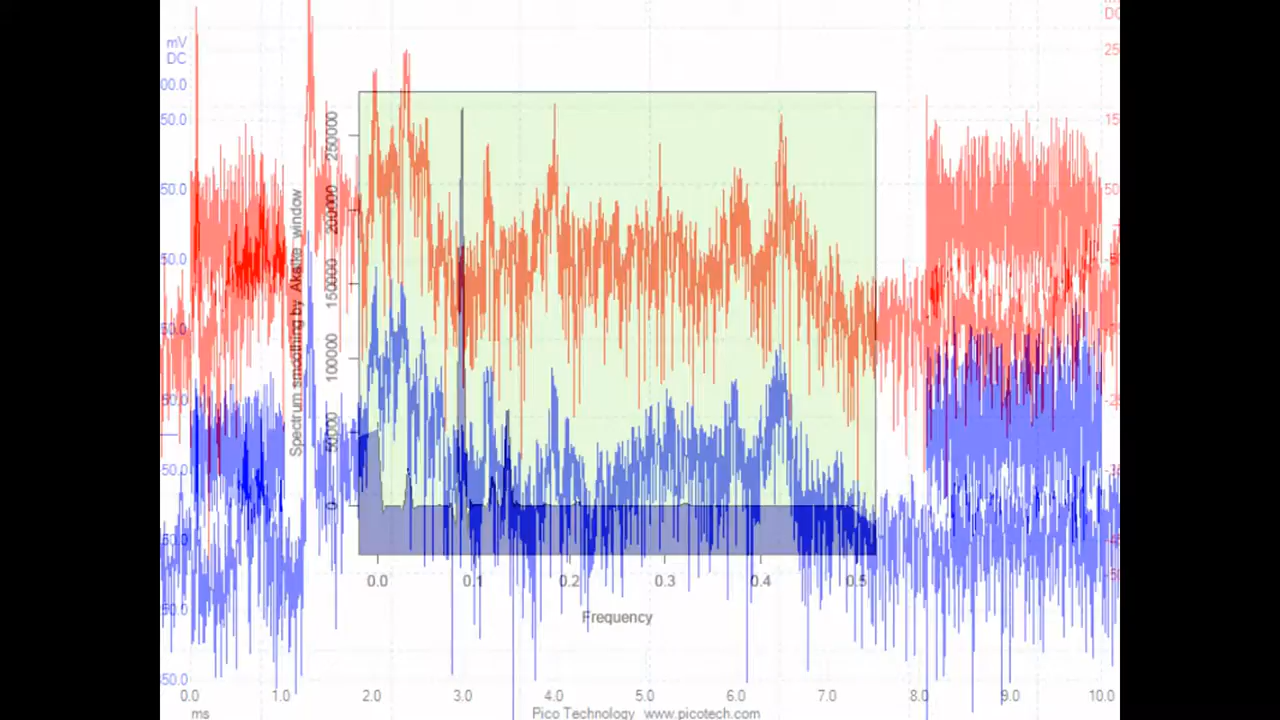 mV
DC
00.0
50.0
50.0
50.0
50.0
50.0
50.0
50.0
50.0
50.0
DC
25
15
50
Spectrum smoothing by Akaike window
250000
200000
150000
100000
50000
0
0.0 0.1 0.2 0.3 0.4 0.5
Frequency
0.0 1.0 2.0 3.0 4.0 5.0 6.0 7.0 8.0 9.0 10.0
ms
Pico Technology www.picotech.com